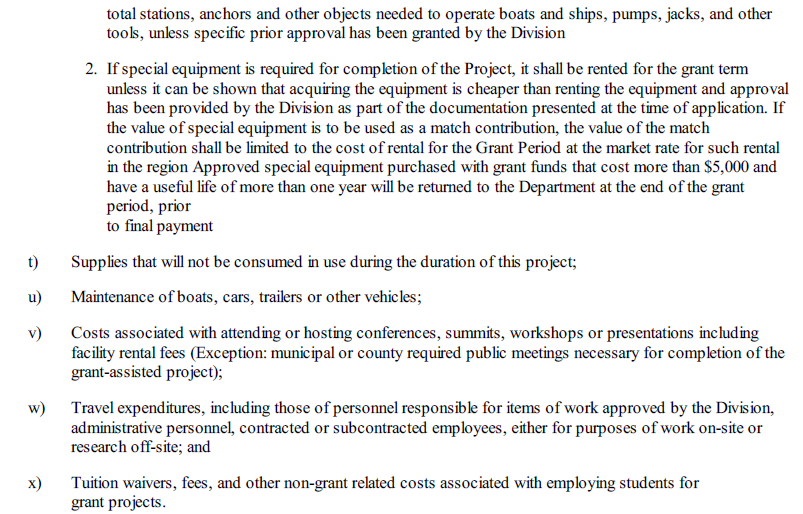 total stations, anchors and other objects needed to operate boats and ships, pumps, jacks, and other
tools, unless specific prior approval has been granted by the Division
2. If special equipment is required for completion of the Project, it shall be rented for the grant term
unless it can be shown that acquiring the equipment is cheaper than renting the equipment and approval
has been provided by the Division as part of the documentation presented at the time of application. If
the value of special equipment is to be used as a match contribution, the value of the match
contribution shall be limited to the cost of rental for the Grant Period at the market rate for such rental
in the region Approved special equipment purchased with grant funds that cost more than $5,000 and
have a useful life of more than one year will be returned to the Department at the end of the grant
period, prior
to final payment
t) Supplies that will not be consumed in use during the duration of this project;
u) Maintenance of boats, cars, trailers or other vehicles;
v) Costs associated with attending or hosting conferences, summits, workshops or presentations including
facility rental fees (Exception: municipal or county required public meetings necessary for completion of the
grant-assisted project);
w) Travel expenditures, including those of personnel responsible for items of work approved by the Division,
administrative personnel, contracted or subcontracted employees, either for purposes of work on-site or
research off-site; and
x) Tuition waivers, fees, and other non-grant related costs associated with employing students for
grant projects.